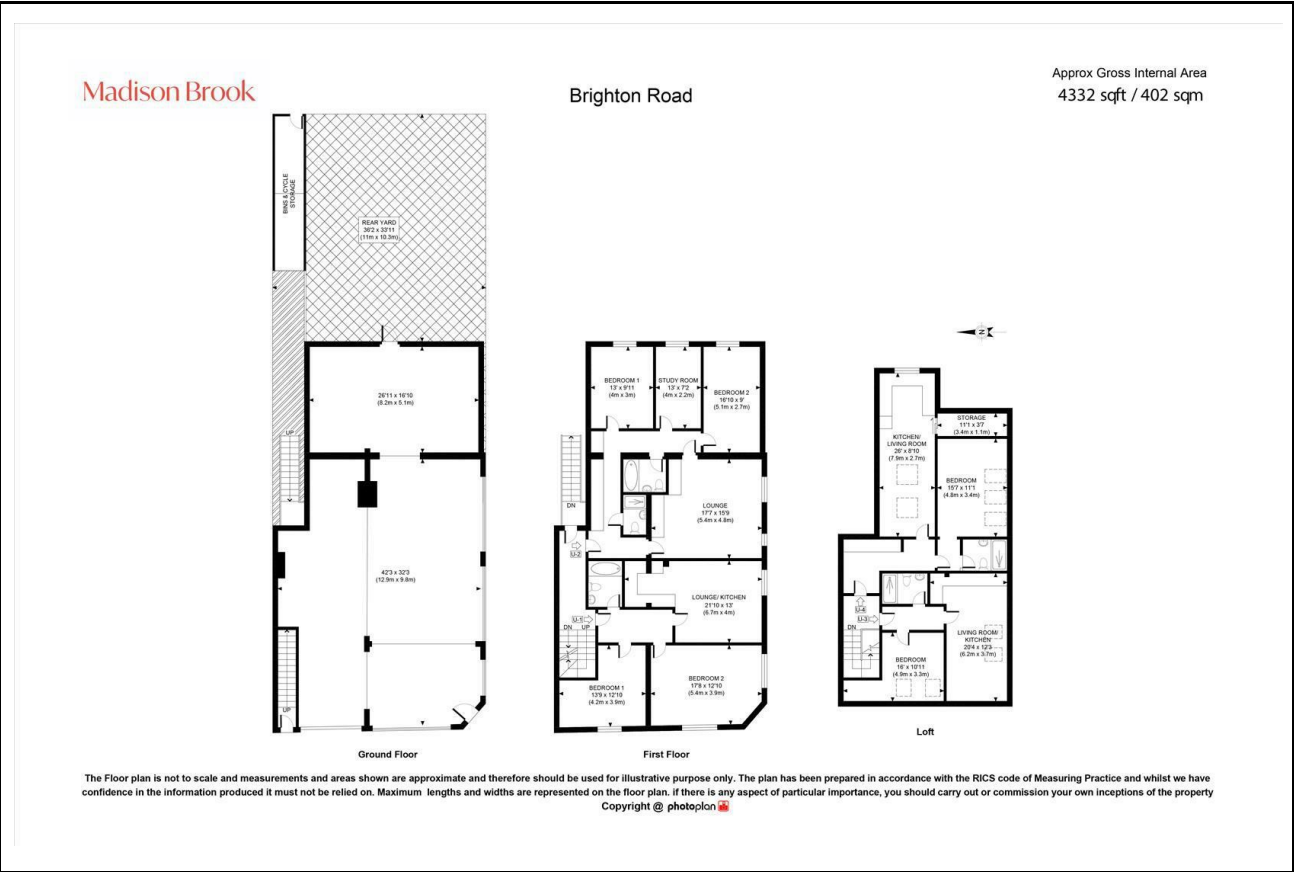 Madison Brook
Brighton Road
Approx Gross Internal Area
4332 sqft / 402 sqm
BINS & CYCLE
STORAGE
REAR YARD
36'2 x 33'11
(11m x 10.3m)
UP
26'11 x 16'10
(8.2m x 5.1m)
42'3 x 32'3
(12.9m x 9.8m)
UP
Ground Floor
BEDROOM 1
13' x 9'11
(4m x 3m)
STUDY ROOM
13' x 7'2
(4m x 2.2m)
BEDROOM 2
16'10 x 9'
(5.1m x 2.7m)
DN
U-2
LOUNGE
17'7 x 15'9
(5.4m x 4.8m)
LOUNGE/ KITCHEN
21'10 x 13'
(6.7m x 4m)
U-1
DN UP
BEDROOM 1
13'9 x 12'10
(4.2m x 3.9m)
BEDROOM 2
17'8 x 12'10
(5.4m x 3.9m)
First Floor
N
KITCHEN/
LIVING ROOM
26' x 8'10
(7.9m x 2.7m)
STORAGE
11'1 x 3'7
(3.4m x 1.1m)
BEDROOM
15'7 x 11'1
(4.8m x 3.4m)
U-4
U-3
DN
LIVING ROOM/
KITCHEN
20'4 x 12'3
(6.2m x 3.7m)
BEDROOM
16' x 10'11
(4.9m x 3.3m)
Loft
The Floor plan is not to scale and measurements and areas shown are approximate and therefore should be used for illustrative purpose only. The plan has been prepared in accordance with the RICS code of Measuring Practice and whilst we have
confidence in the information produced it must not be relied on. Maximum lengths and widths are represented on the floor plan. if there is any aspect of particular importance, you should carry out or commission your own inceptions of the property
Copyright @ photoplan